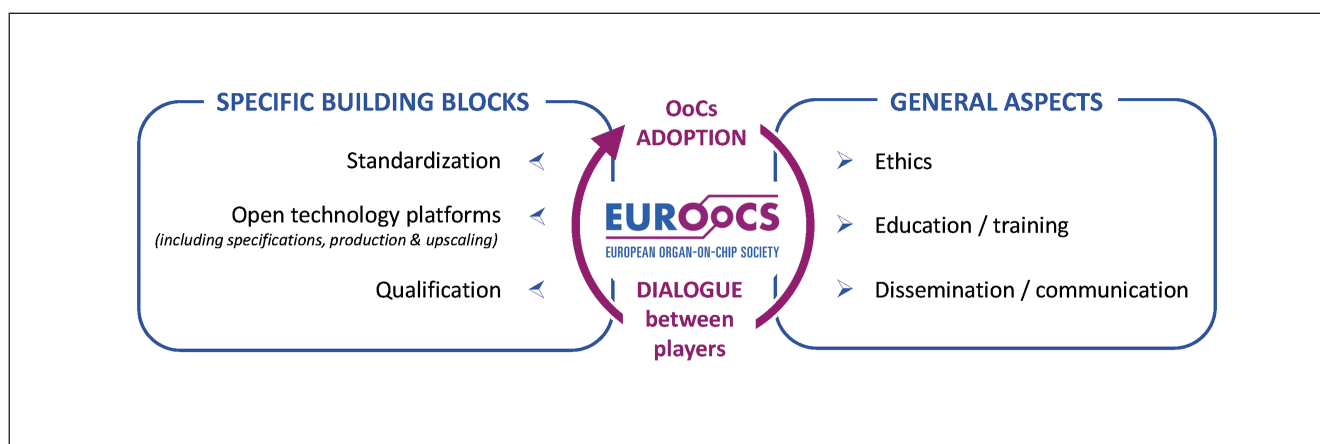 SPECIFIC BUILDING BLOCKS
Standardization
Open technology platforms
(including specifications, production & upscaling)
Qualification
OoCs
ADOPTION
EUROoCS
EUROPEAN ORGAN-ON-CHIP SOCIETY
DIALOGUE
between
players
GENERAL ASPECTS
Ethics
Education / training
Dissemination / communication